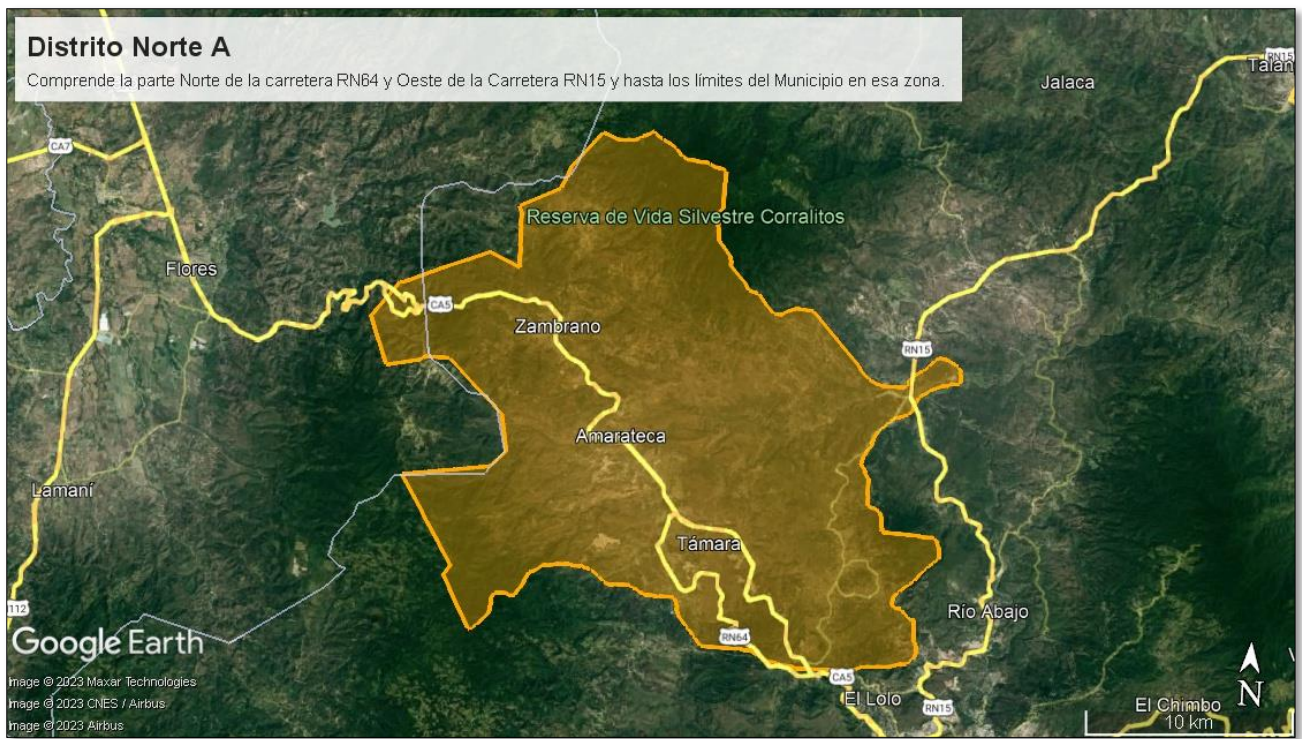 Distrito Norte A
Comprende la parte Norte de la carretera RN64 y Oeste de la Carretera RN15 y hasta los límites del Municipio en esa zona.
RN15
Jalaca
CA7
Reserva de Vida Silvestre Corralitos
Flores
CA5
Zambrano
RN15
Amarateca
Lamaní
Támara
Río Abajo
112
RN64
Google Earth
CA5
El Lolo
RN15
El Chimbo
N
10 km
Image © 2023 Maxar Technologies
Image © 2023 CNES / Airbus
Image © 2023 Airbus